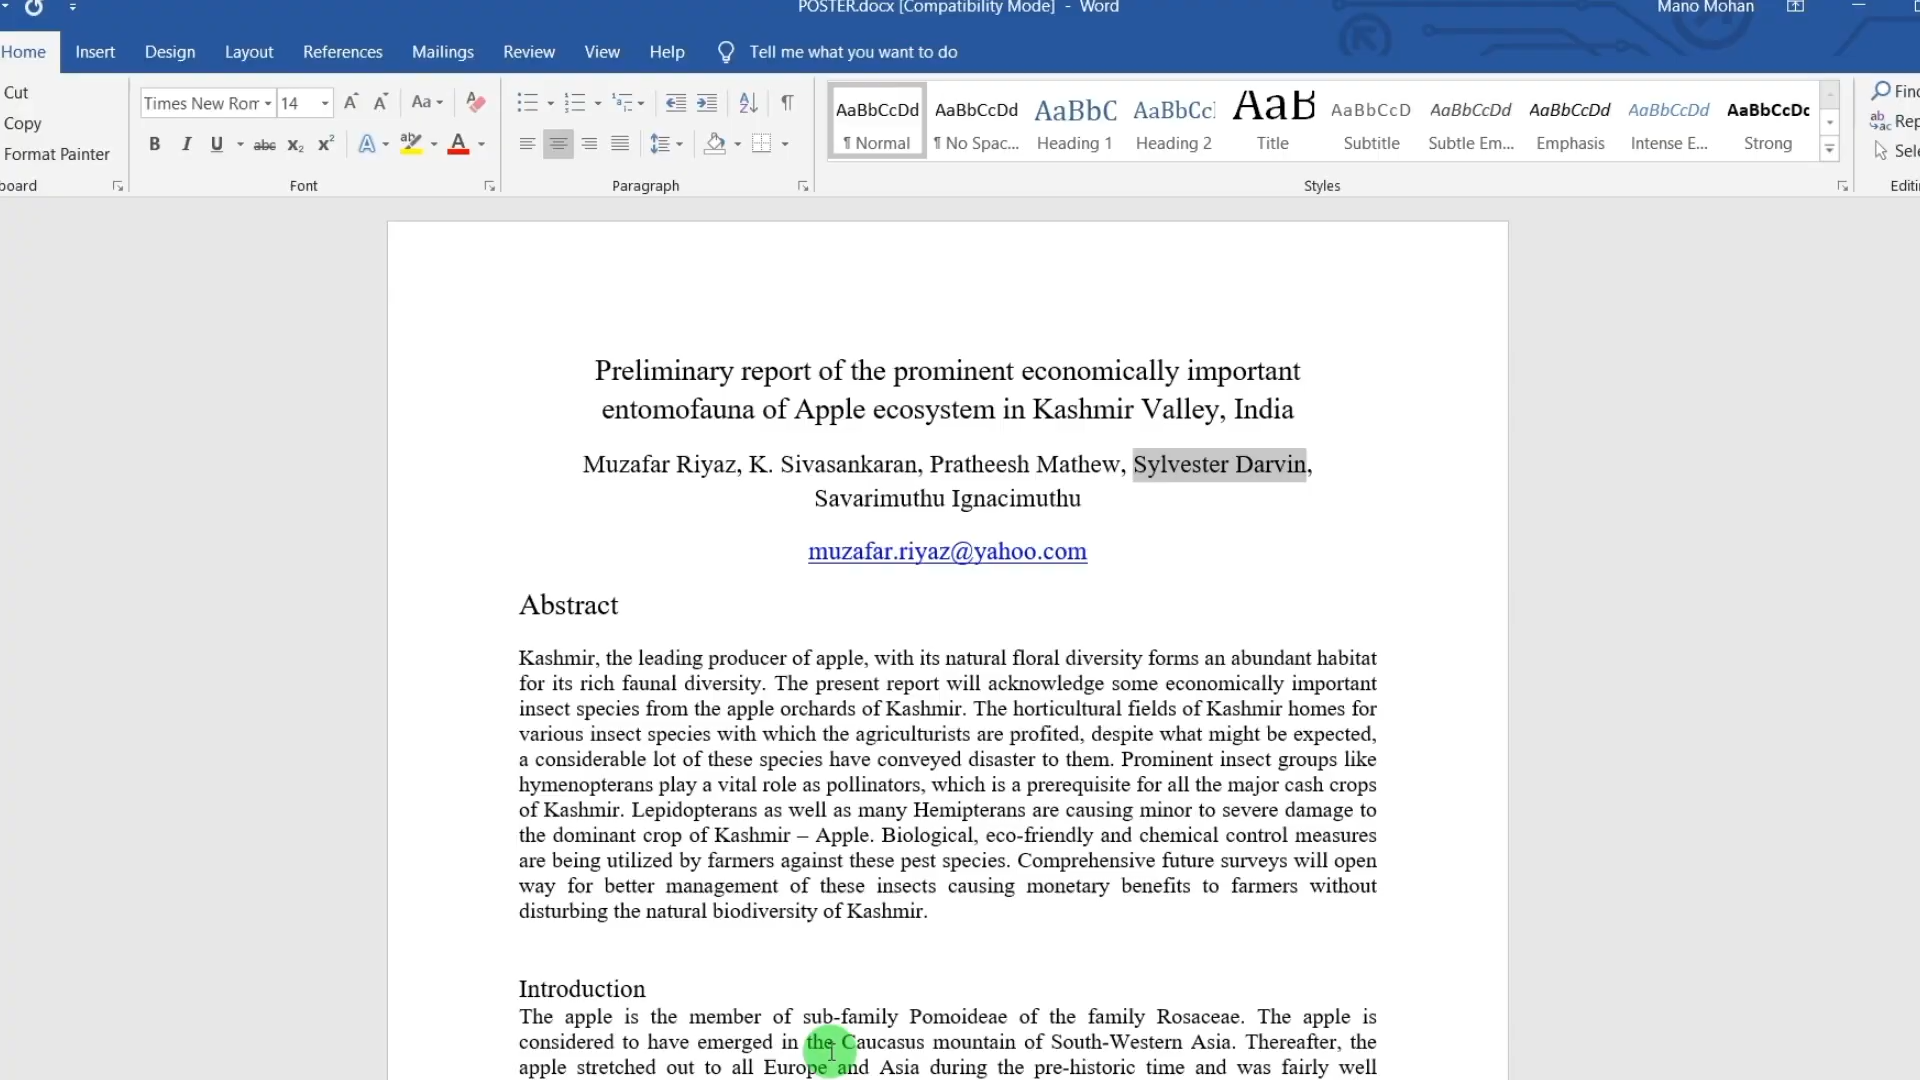 POSTER.docx [Compatibility Mode] - Word
Mano Mohan
Home Insert Design Layout References Mailings Review View Help Tell me what you want to do
Cut
Copy
Format Painter
Times New Ror 14
Aa
B I U abc x₂ x² A ab A
AaBbCcDd AaBbCcDd AaBbC AaBbCc AaB AaBbCcD AaBbCcDd AaBbCcDd AaBbCcDd AaBbCcDc
¶ Normal ¶ No Spac... Heading 1 Heading 2 Title Subtitle Subtle Em... Emphasis Intense E... Strong
Find
Rep
Sele
board Font Paragraph Styles Editi
Preliminary report of the prominent economically important
entomofauna of Apple ecosystem in Kashmir Valley, India
Muzafar Riyaz, K. Sivasankaran, Pratheesh Mathew, Sylvester Darvin,
Savarimuthu Ignacimuthu
muzafar.riyaz@yahoo.com
Abstract
Kashmir, the leading producer of apple, with its natural floral diversity forms an abundant habitat
for its rich faunal diversity. The present report will acknowledge some economically important
insect species from the apple orchards of Kashmir. The horticultural fields of Kashmir homes for
various insect species with which the agriculturists are profited, despite what might be expected,
a considerable lot of these species have conveyed disaster to them. Prominent insect groups like
hymenopterans play a vital role as pollinators, which is a prerequisite for all the major cash crops
of Kashmir. Lepidopterans as well as many Hemipterans are causing minor to severe damage to
the dominant crop of Kashmir – Apple. Biological, eco-friendly and chemical control measures
are being utilized by farmers against these pest species. Comprehensive future surveys will open
way for better management of these insects causing monetary benefits to farmers without
disturbing the natural biodiversity of Kashmir.
Introduction
The apple is the member of sub-family Pomoideae of the family Rosaceae. The apple is
considered to have emerged in the Caucasus mountain of South-Western Asia. Thereafter, the
apple stretched out to all Europe and Asia during the pre-historic time and was fairly well